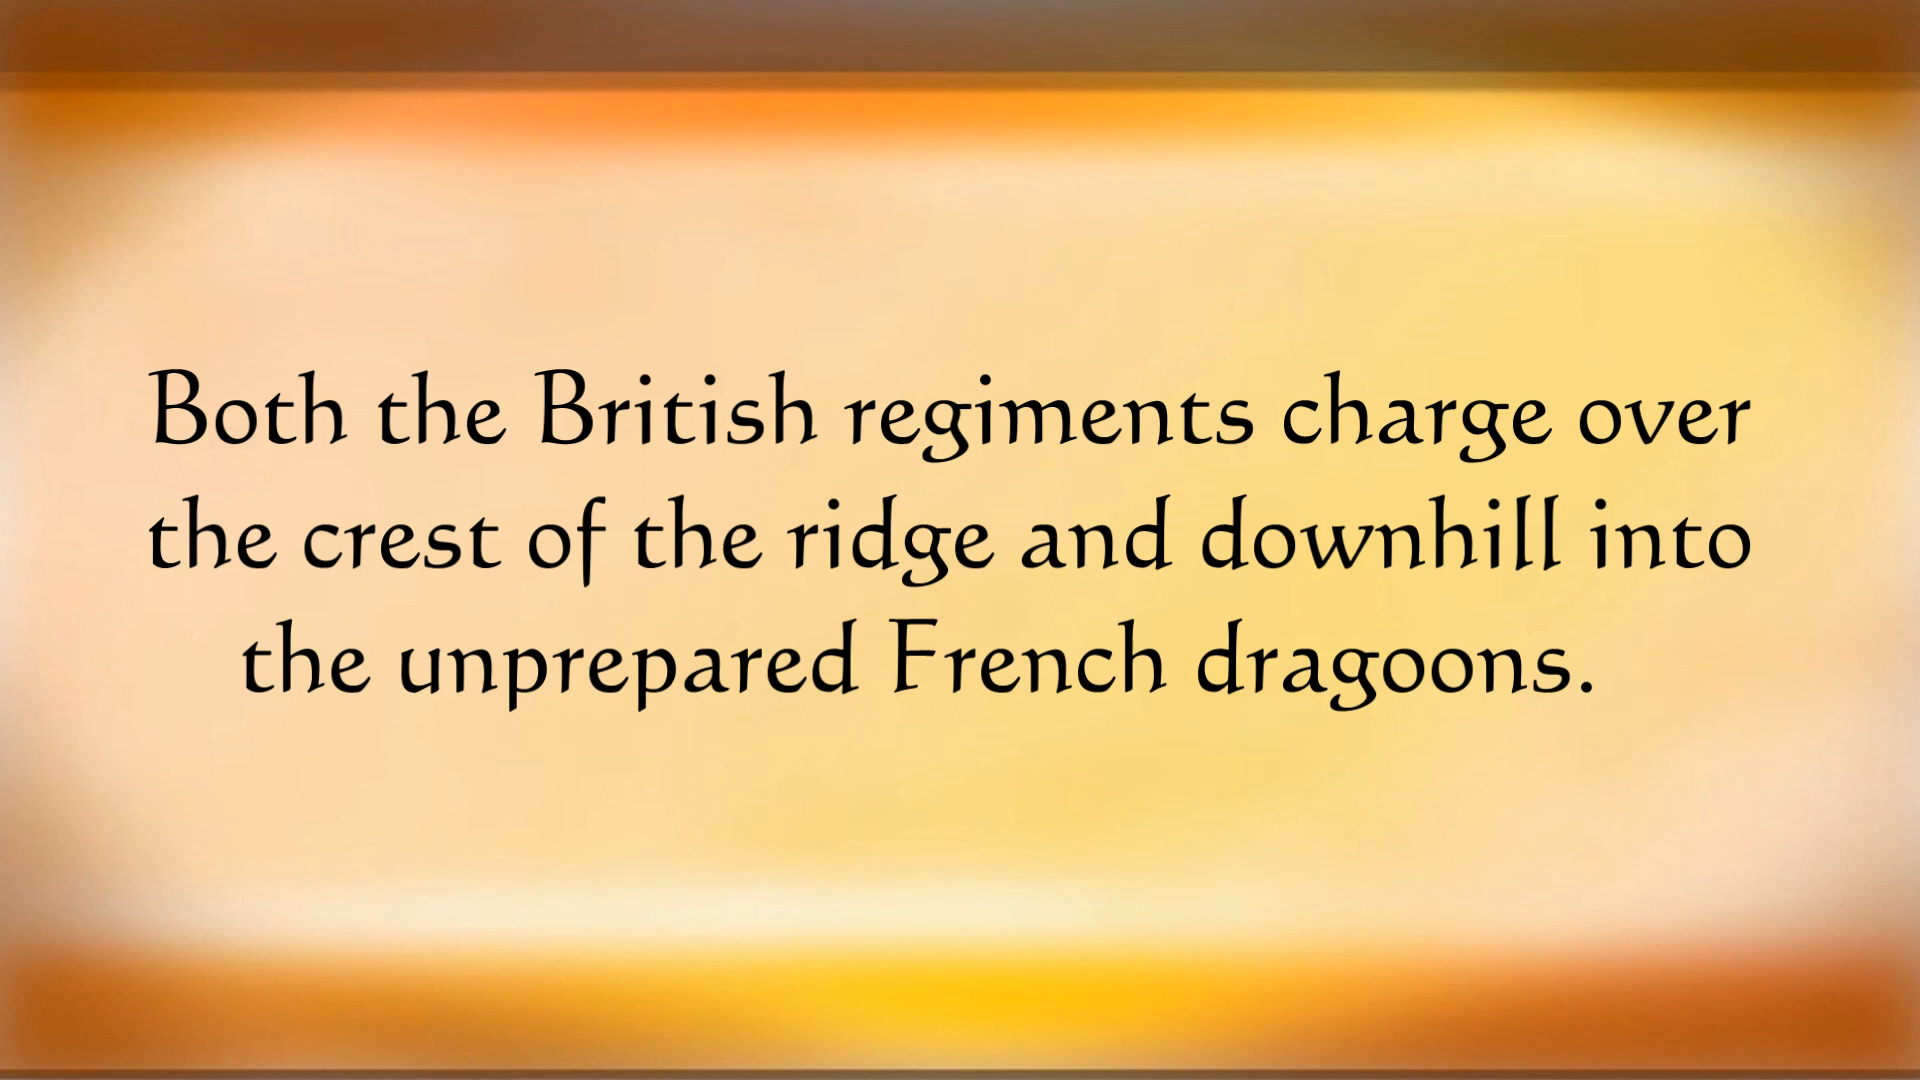 Both the British regiments charge over
the crest of the ridge and downhill into
the unprepared French dragoons.